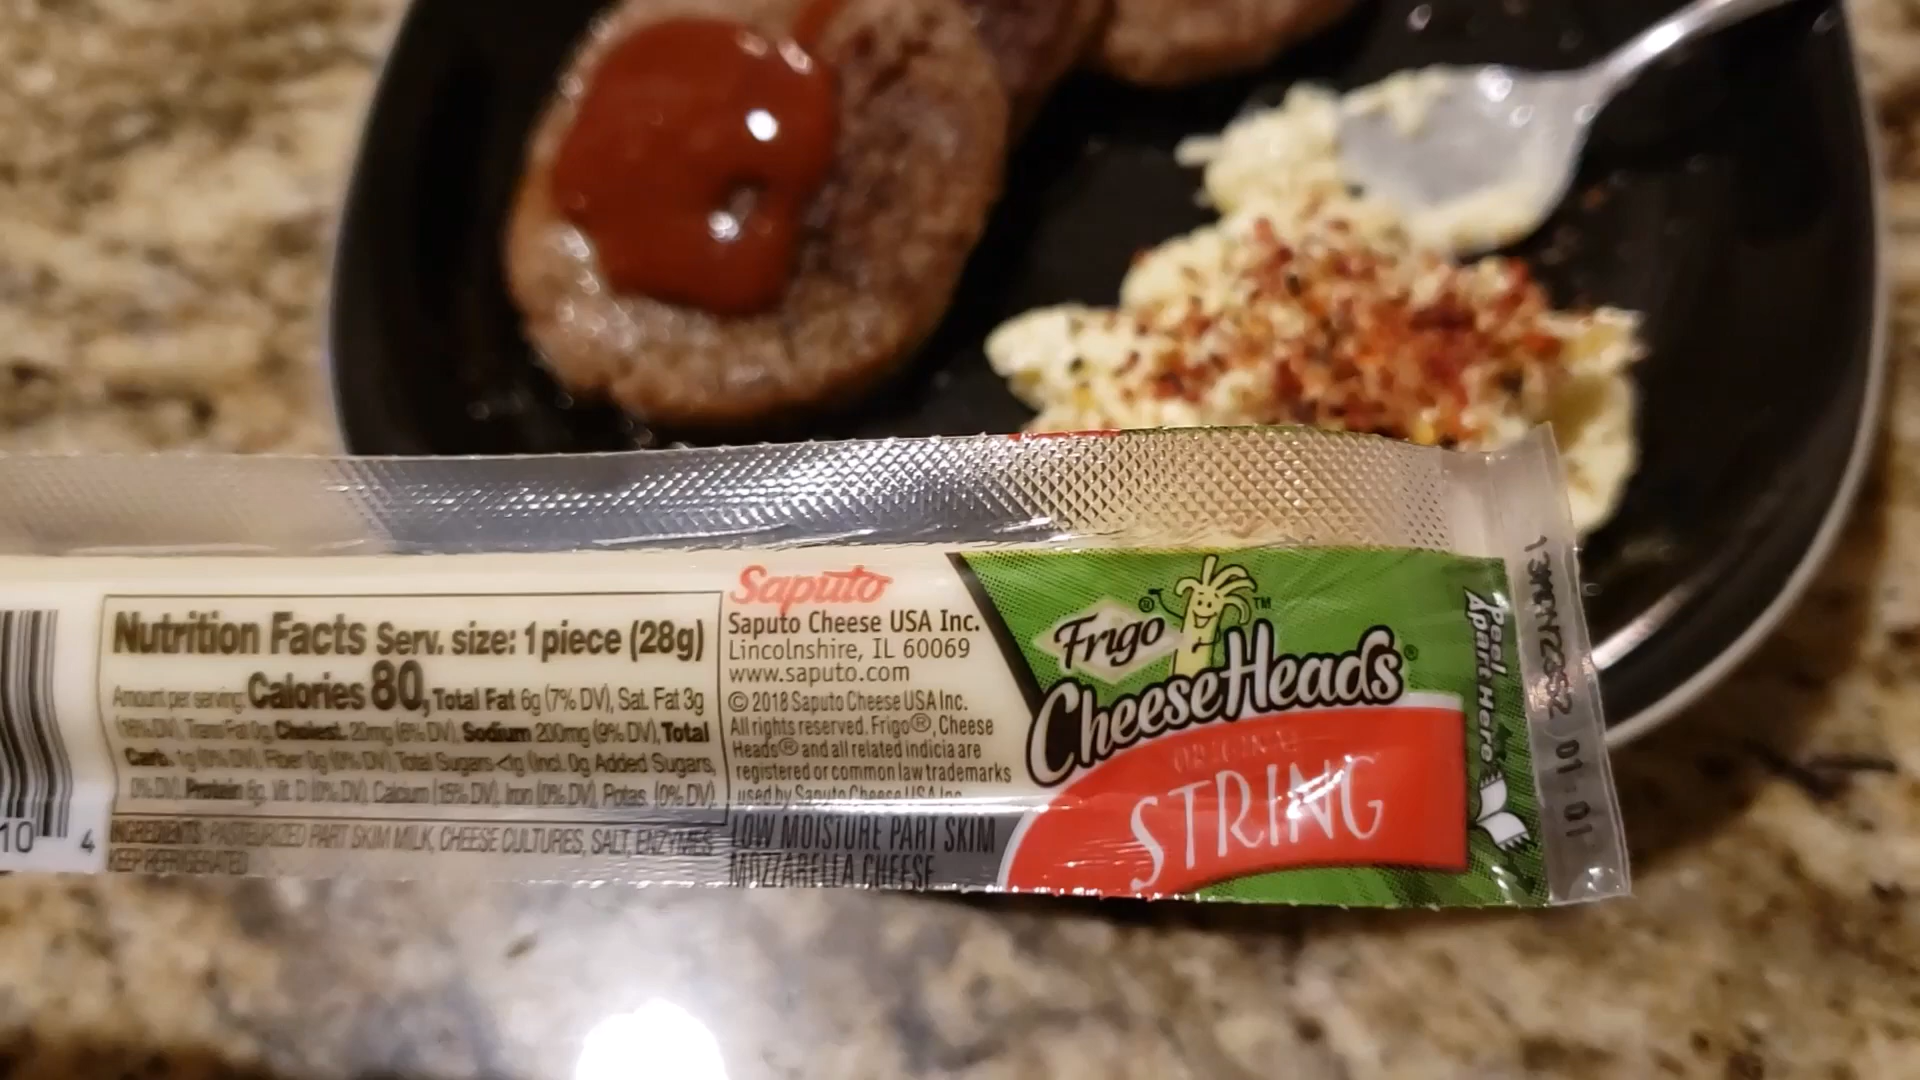 Nutrition Facts Serv. size: 1 piece (28g)
Amount per serving: Calories 80, Total Fat 6g (7% DV), Sat. Fat 3g
(16% DV), Trans Fat 0g, Cholest. 20mg (6% DV), Sodium 200mg (9% DV), Total
Carb. 1g (0% DV), Fiber 0g (0% DV), Total Sugars <1g (Incl. 0g Added Sugars,
0% DV), Protein 6g, Vit. D (0% DV), Calcium (15% DV), Iron (0% DV), Potas. (0% DV).
INGREDIENTS: PASTEURIZED PART SKIM MILK, CHEESE CULTURES, SALT, ENZYMES
KEEP REFRIGERATED
10 4
Saputo
Saputo Cheese USA Inc.
Lincolnshire, IL 60069
www.saputo.com
© 2018 Saputo Cheese USA Inc.
All rights reserved. Frigo®, Cheese
Heads® and all related indicia are
registered or common law trademarks
used by Saputo Cheese USA Inc.
LOW MOISTURE PART SKIM
MOZZARELLA CHEESE
Frigo®
CheeseHeads®
ORIGINAL
STRING
TM
Peel
Apart Here
01:01